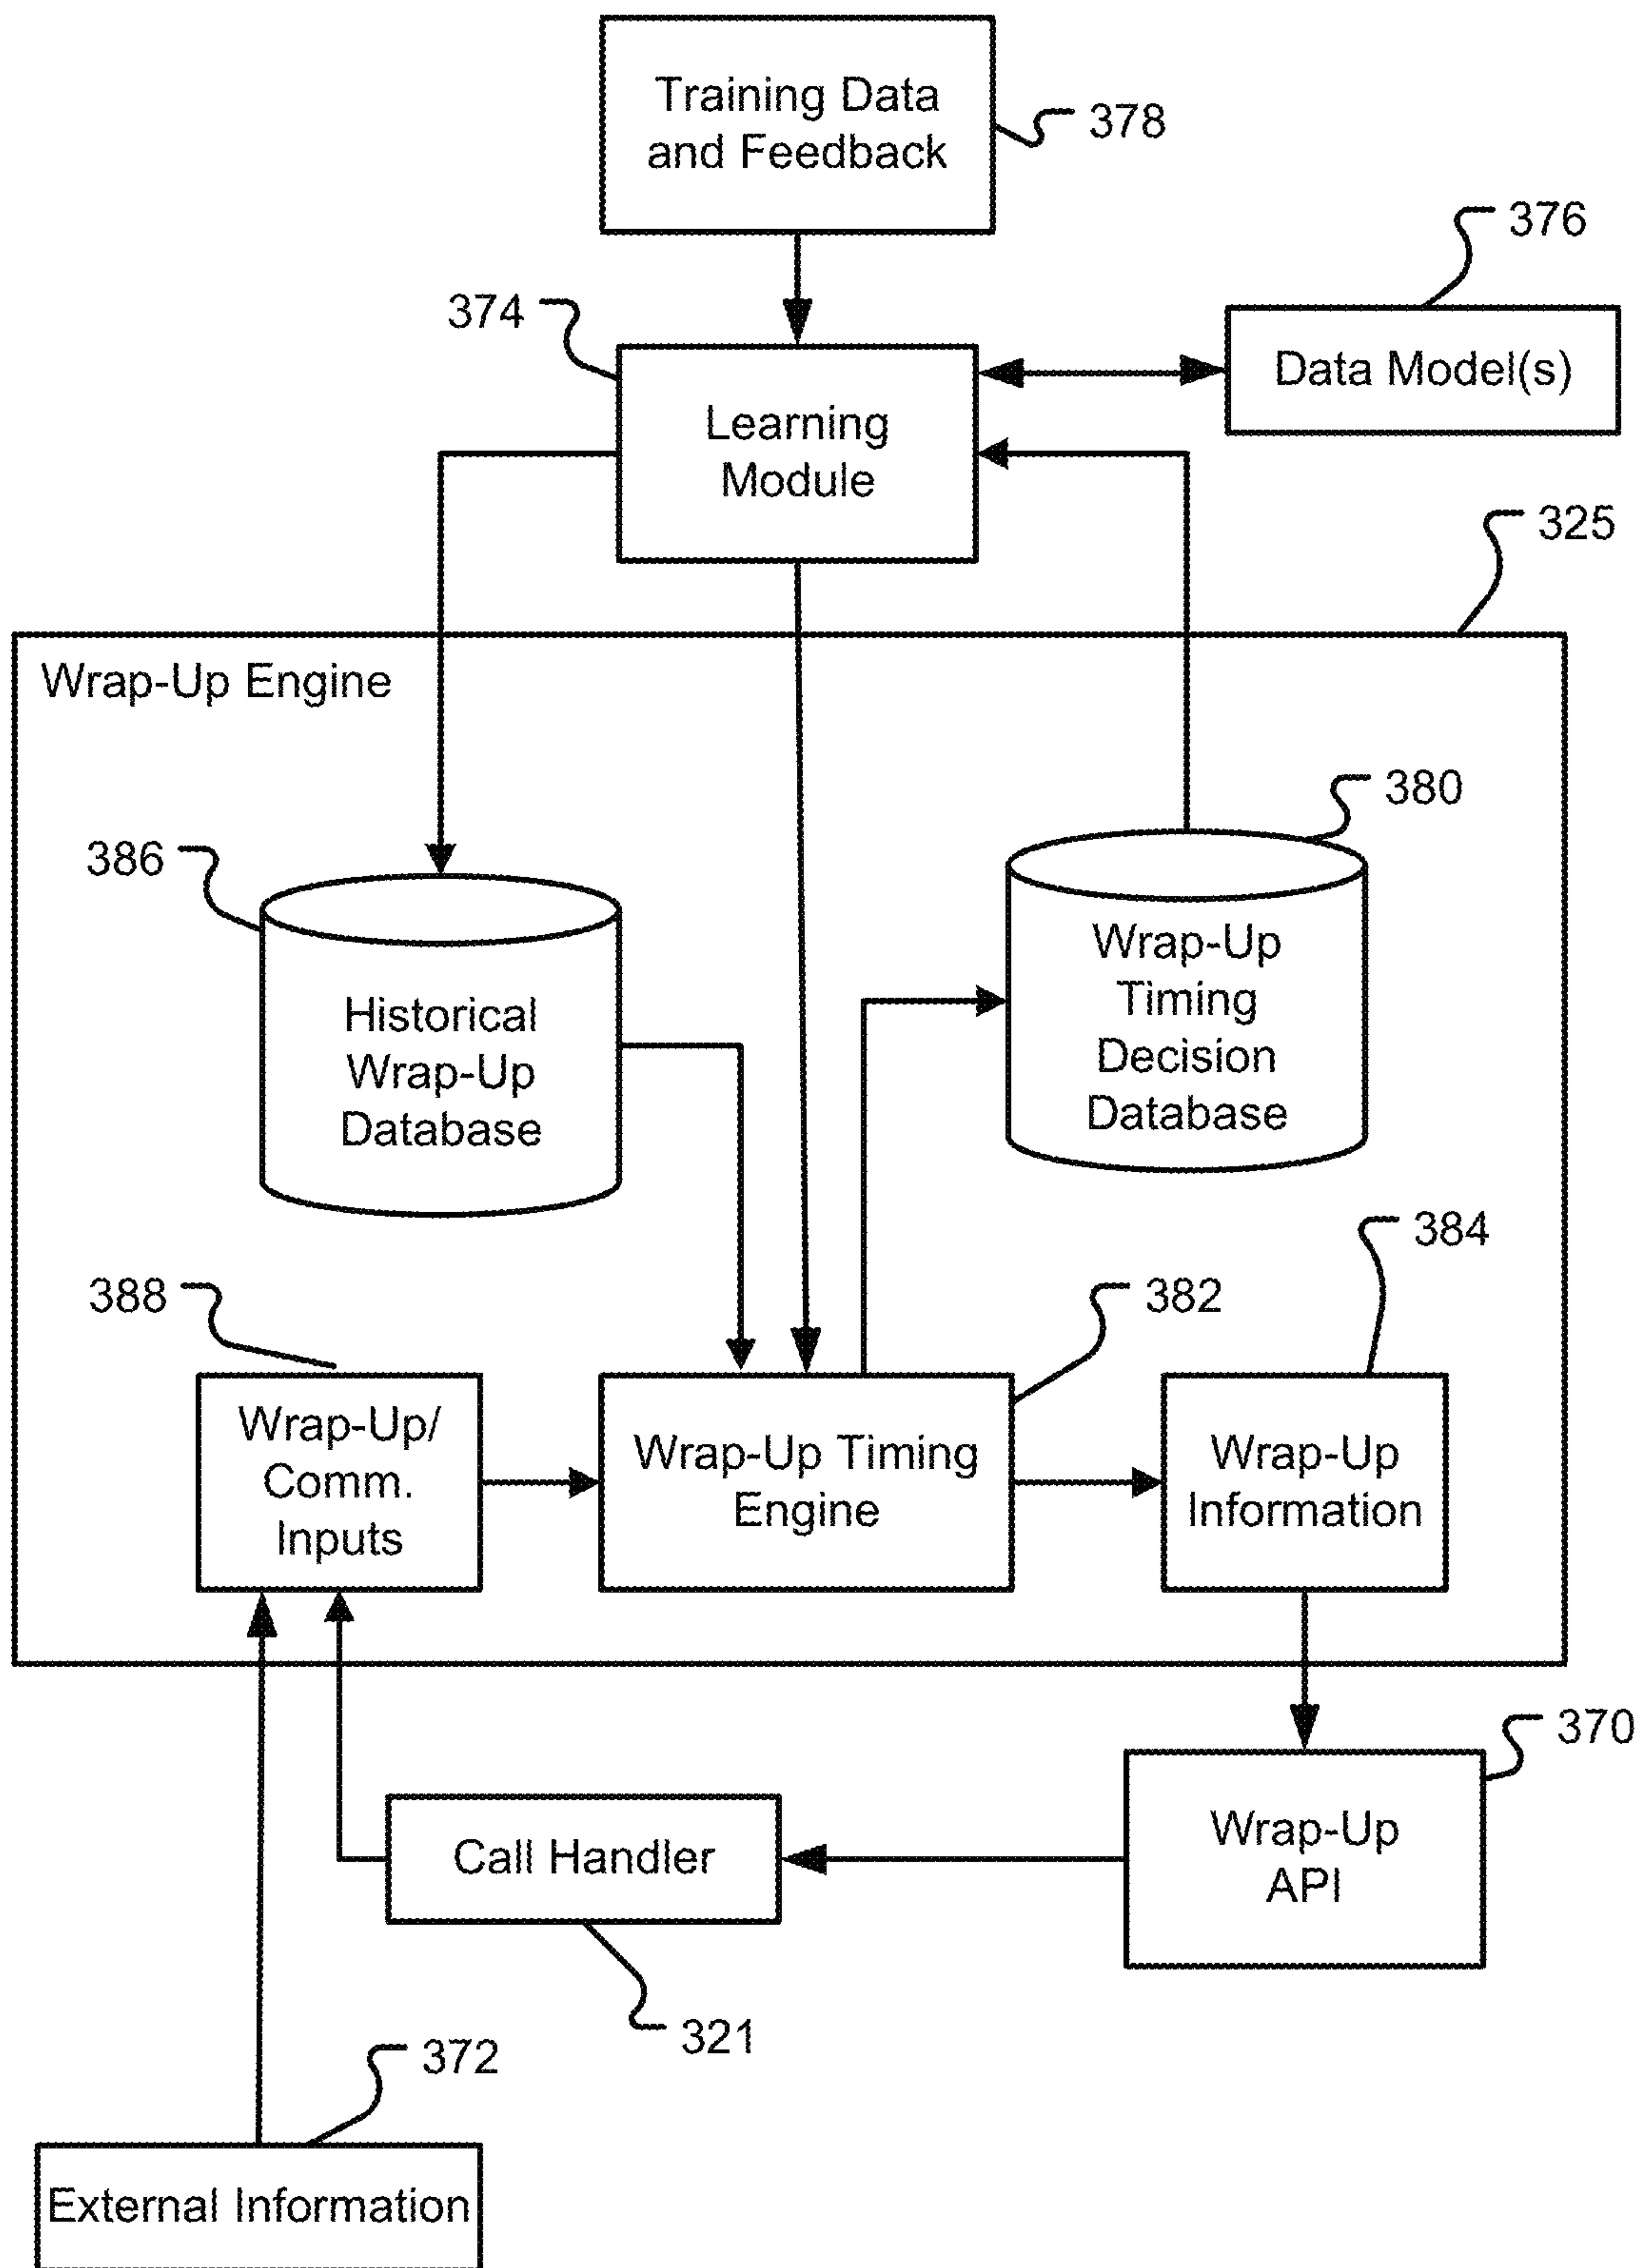 Training Data
and Feedback
378
376
374
Data Model(s)
Learning
Module
325
Wrap-Up Engine
380
386
Wrap-Up
Timing
Decision
Database
Historical
Wrap-Up
Database
384
388
382
Wrap-Up/
Comm.
Inputs
Wrap-Up Timing
Engine
Wrap-Up
Information
370
Call Handler
Wrap-Up
API
321
372
External Information